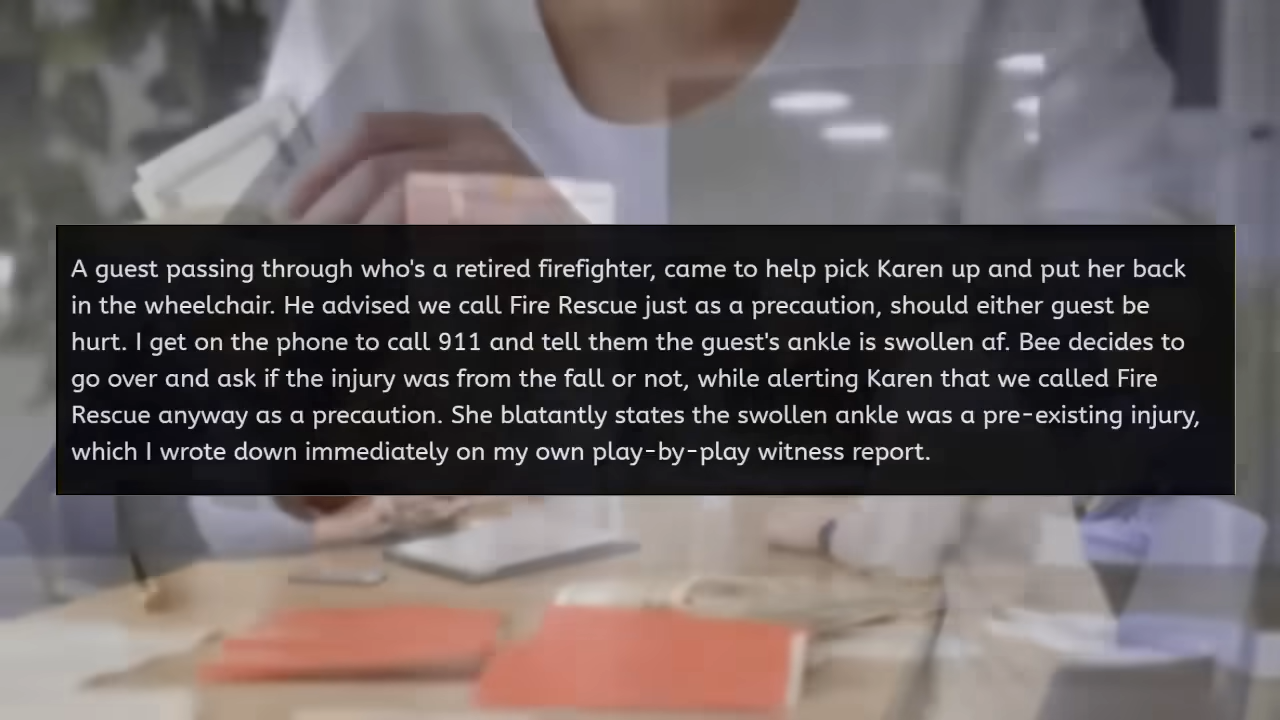 A guest passing through who's a retired firefighter, came to help pick Karen up and put her back
in the wheelchair. He advised we call Fire Rescue just as a precaution, should either guest be
hurt. I get on the phone to call 911 and tell them the guest's ankle is swollen af. Bee decides to
go over and ask if the injury was from the fall or not, while alerting Karen that we called Fire
Rescue anyway as a precaution. She blatantly states the swollen ankle was a pre-existing injury,
which I wrote down immediately on my own play-by-play witness report.